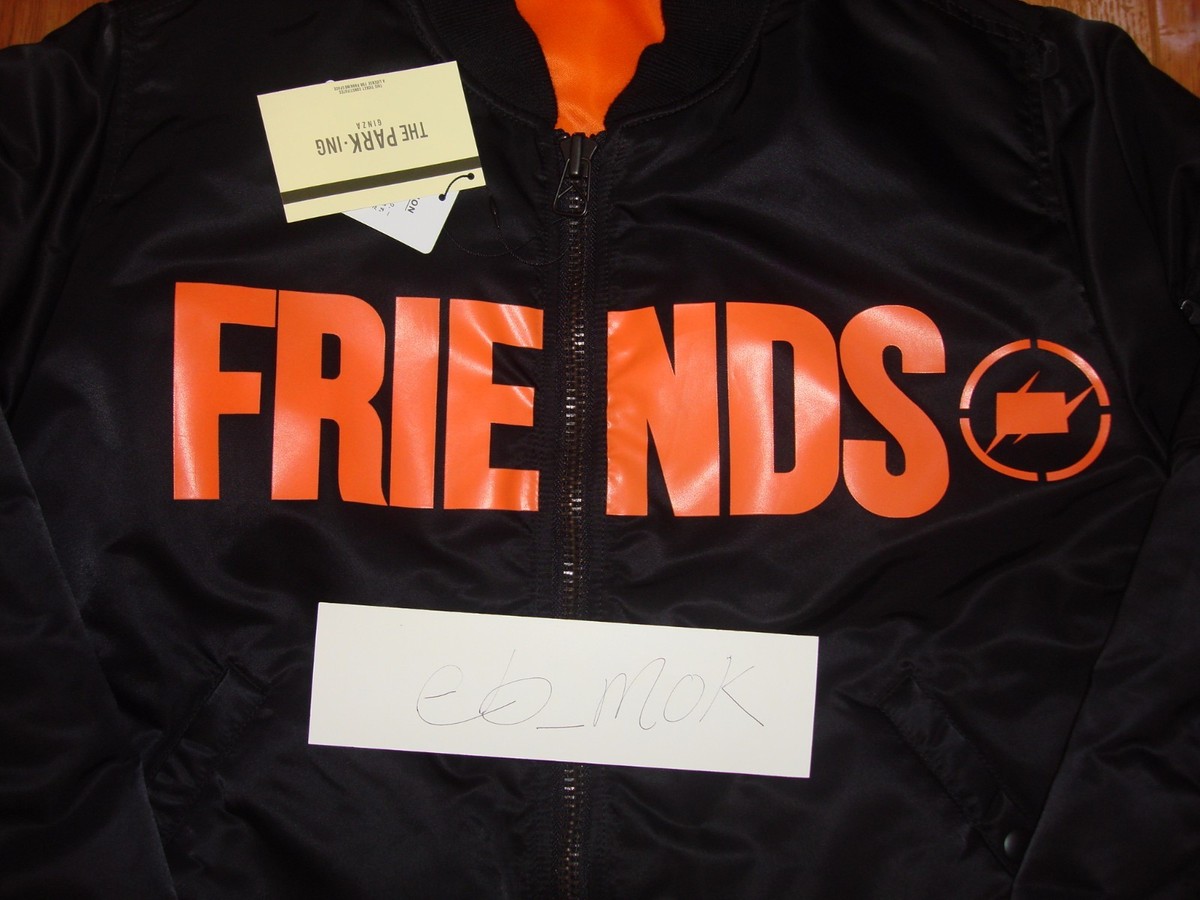 THE PARK·ING
GINZA
FRIENDS
eb_mok